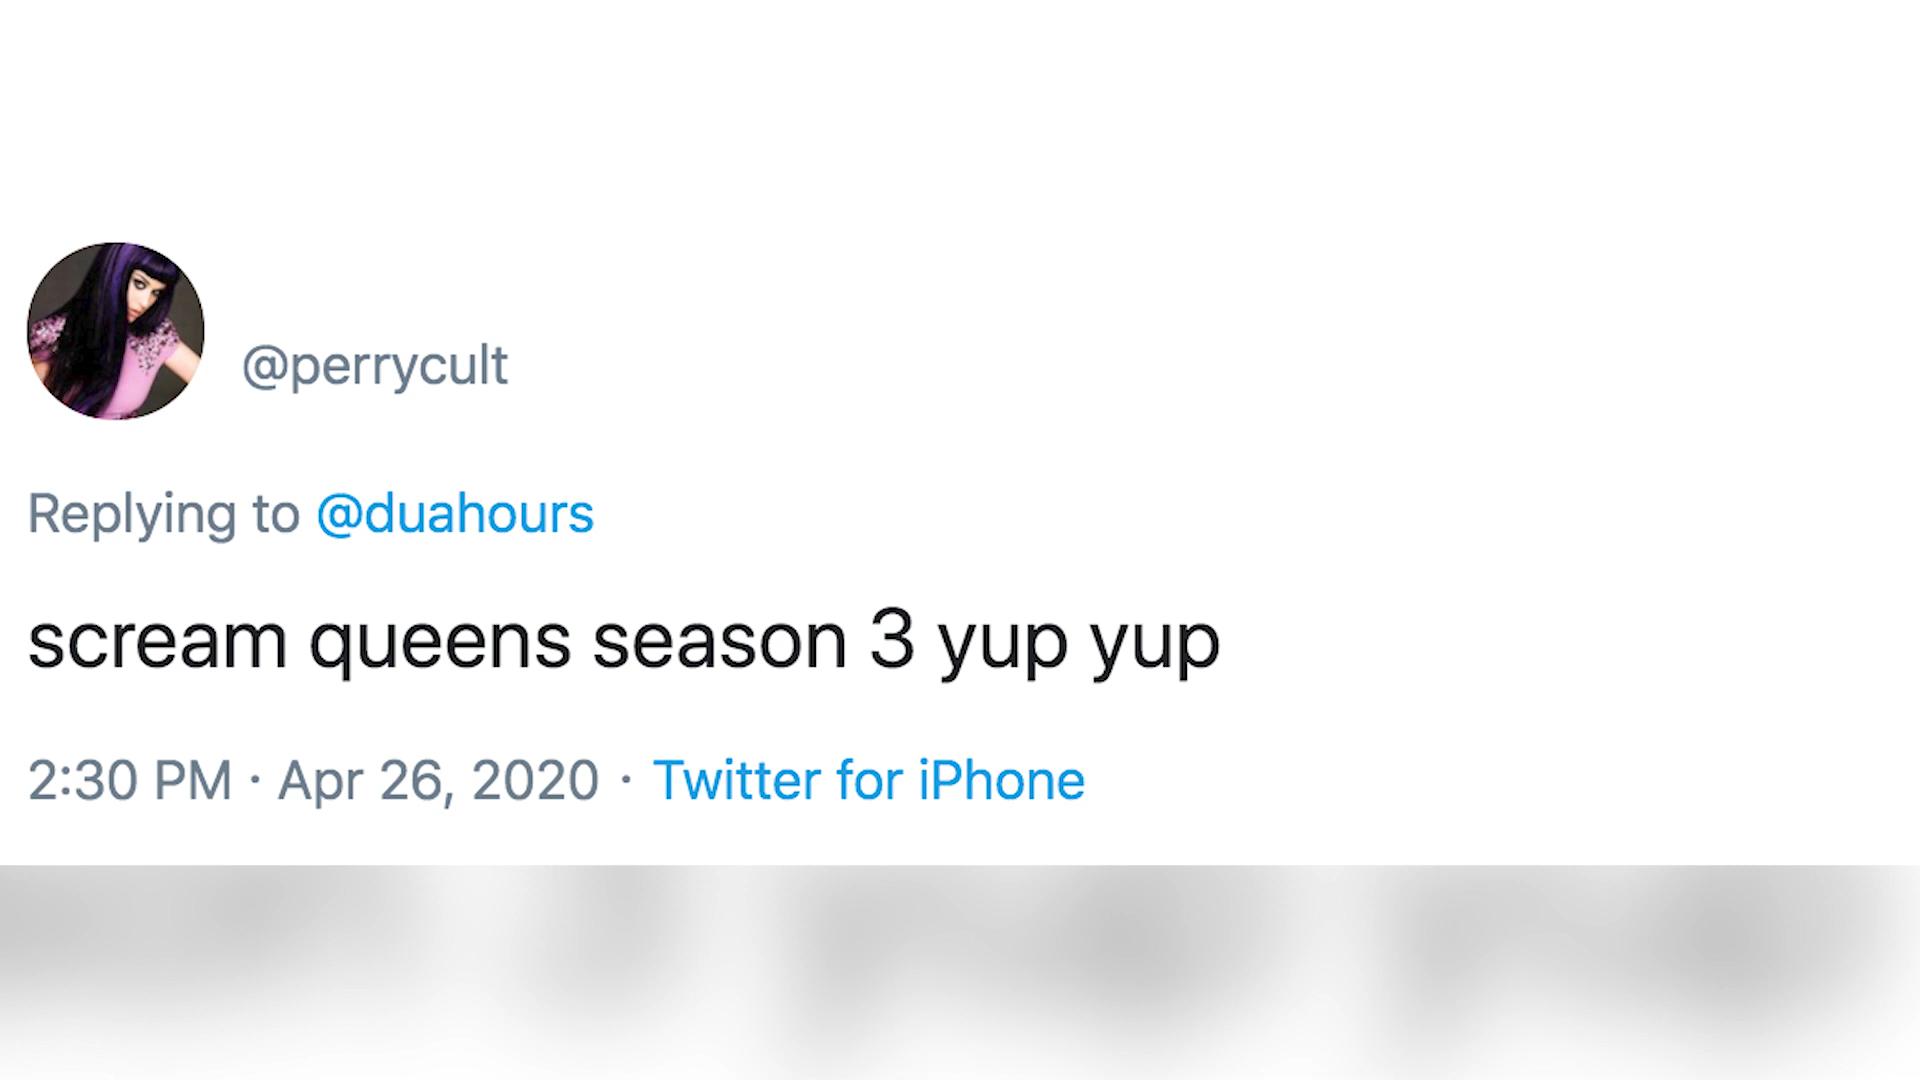 @perrycult
Replying to @duahours
scream queens season 3 yup yup
2:30 PM · Apr 26, 2020 · Twitter for iPhone